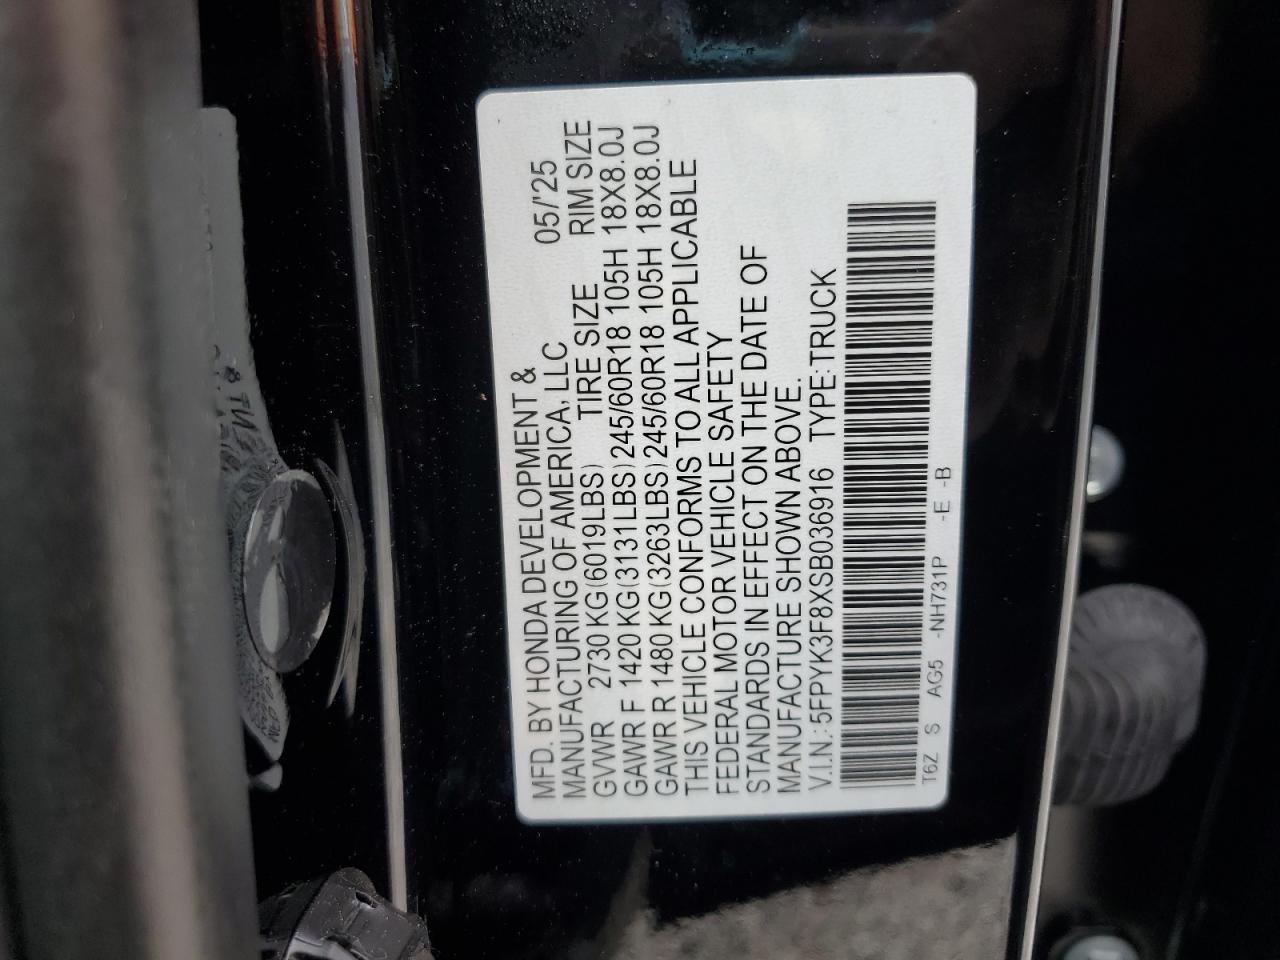 MFD. BY HONDA DEVELOPMENT &
MANUFACTURING OF AMERICA, LLC 05/'25
GVWR 2730 KG(6019LBS) TIRE SIZE RIM SIZE
GAWR F 1420 KG(3131LBS)245/60R18 105H 18X8.0J
GAWR R 1480 KG(3263LBS)245/60R18 105H 18X8.0J
THIS VEHICLE CONFORMS TO ALL APPLICABLE
FEDERAL MOTOR VEHICLE SAFETY
STANDARDS IN EFFECT ON THE DATE OF
MANUFACTURE SHOWN ABOVE.
V.I.N.:5FPYK3F8XSB036916 TYPE:TRUCK
T6Z S AG5 -NH731P -E -B